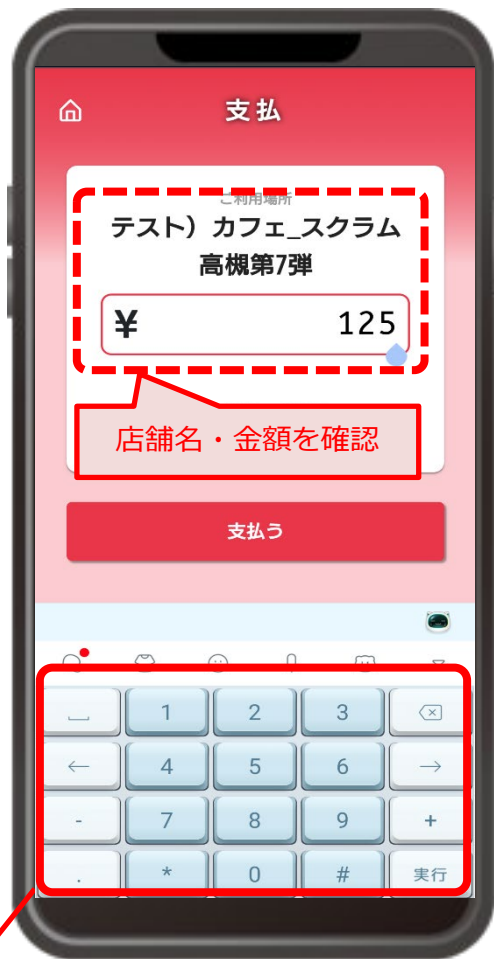 支払
ご利用場所
テスト）カフェ_スクラム
高槻第7弾
¥ 125
店舗名・金額を確認
支払う
1 2 3
← 4 5 6 →
- 7 8 9 +
. * 0 # 実行